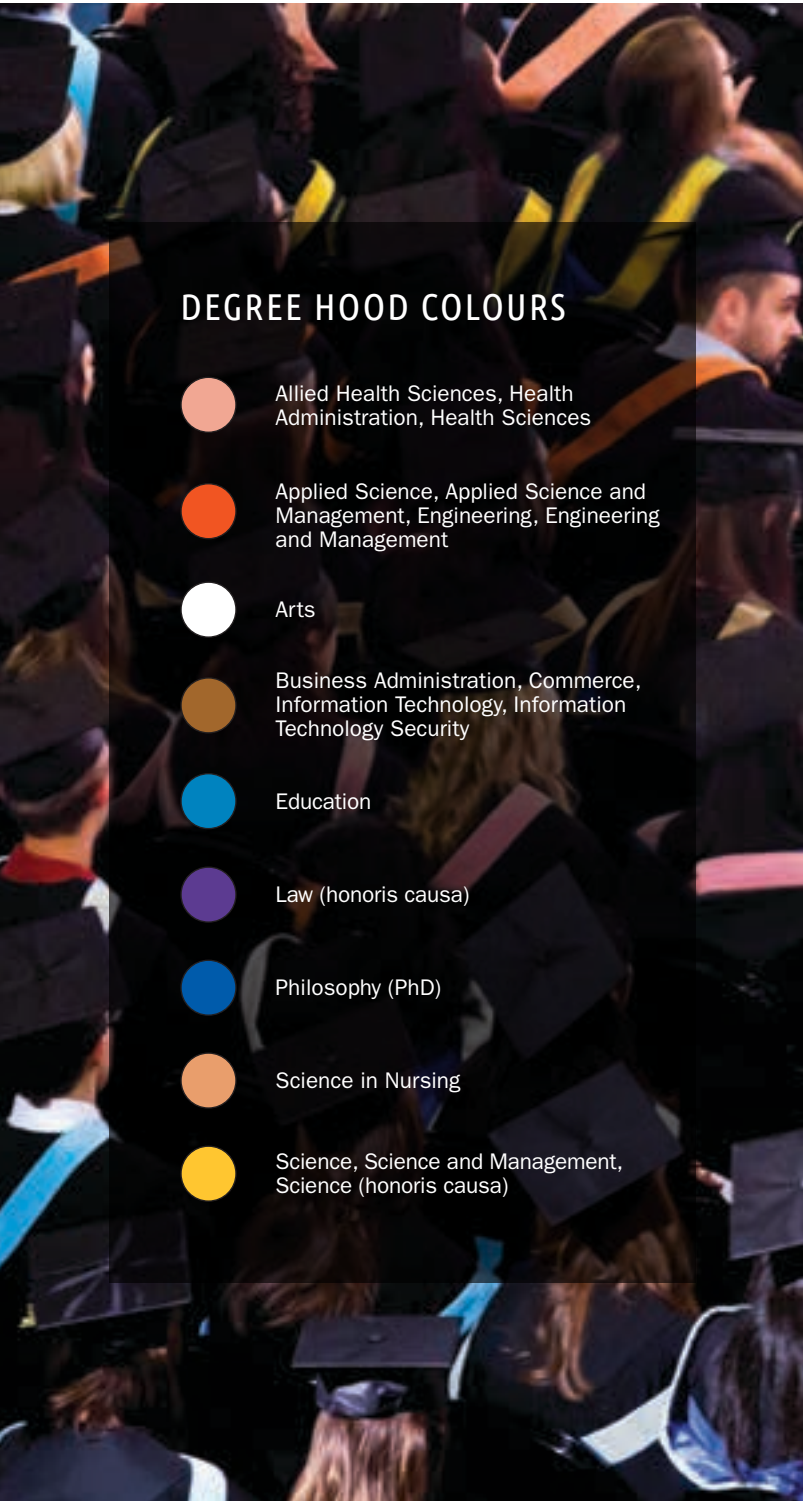 DEGREE HOOD COLOURS
Allied Health Sciences, Health
Administration, Health Sciences
Applied Science, Applied Science and
Management, Engineering, Engineering
and Management
Arts
Business Administration, Commerce,
Information Technology, Information
Technology Security
Education
Law (honoris causa)
Philosophy (PhD)
Science in Nursing
Science, Science and Management,
Science (honoris causa)